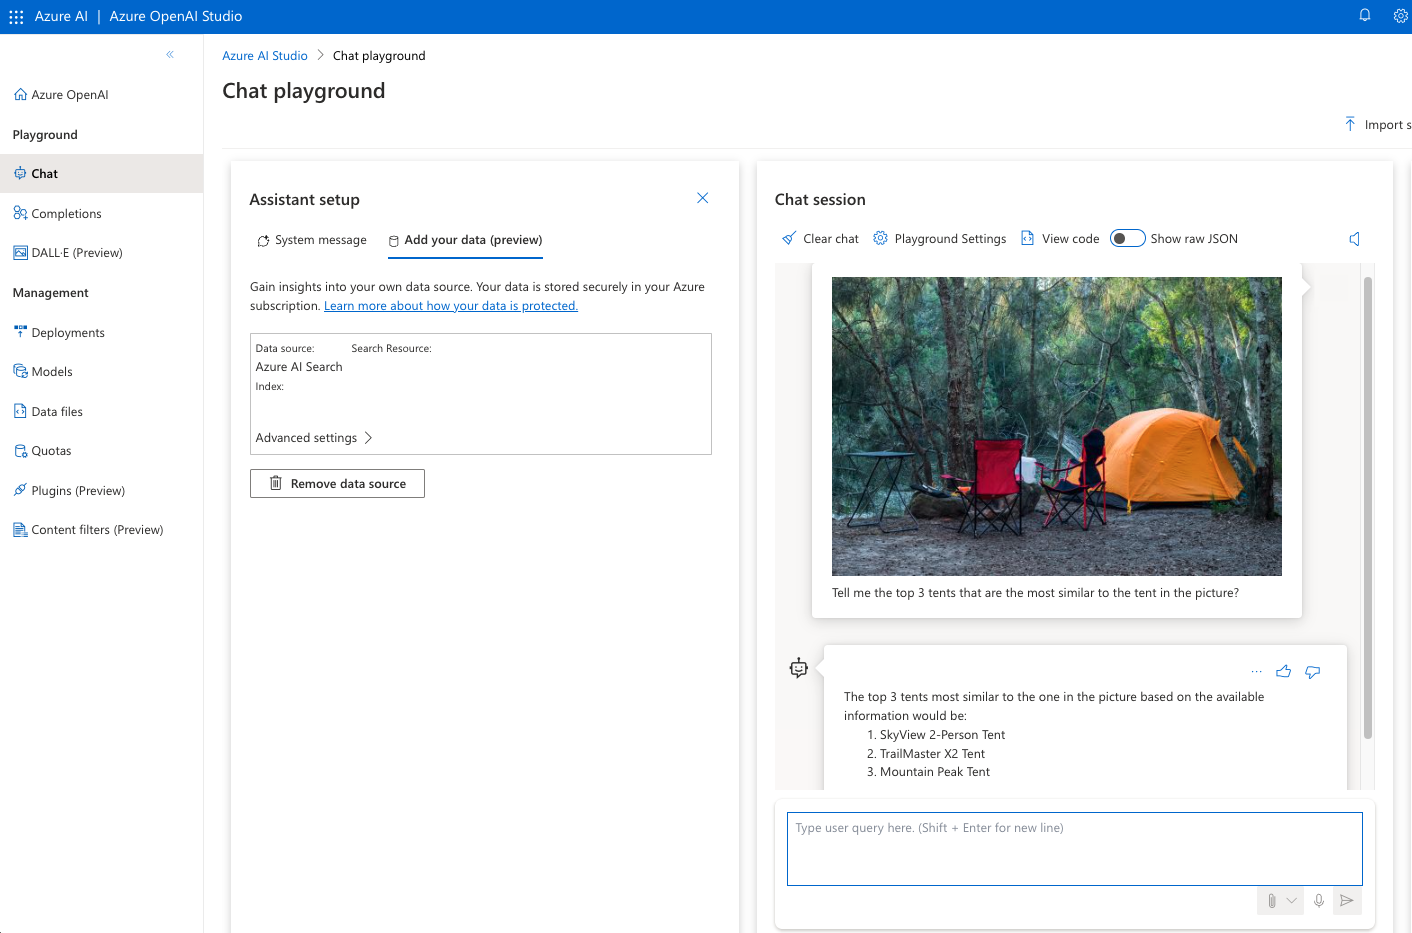 Azure AI | Azure OpenAI Studio
Azure AI Studio > Chat playground
Chat playground
Import s
Azure OpenAI
Playground
Chat
Completions
DALL·E (Preview)
Management
Deployments
Models
Data files
Quotas
Plugins (Preview)
Content filters (Preview)
Assistant setup
System message
Add your data (preview)
Gain insights into your own data source. Your data is stored securely in your Azure
subscription. Learn more about how your data is protected.
Data source: Search Resource:
Azure AI Search
Index:
Advanced settings
Remove data source
Chat session
Clear chat
Playground Settings
View code
Show raw JSON
Tell me the top 3 tents that are the most similar to the tent in the picture?
The top 3 tents most similar to the one in the picture based on the available
information would be:
1. SkyView 2-Person Tent
2. TrailMaster X2 Tent
3. Mountain Peak Tent
Type user query here. (Shift + Enter for new line)